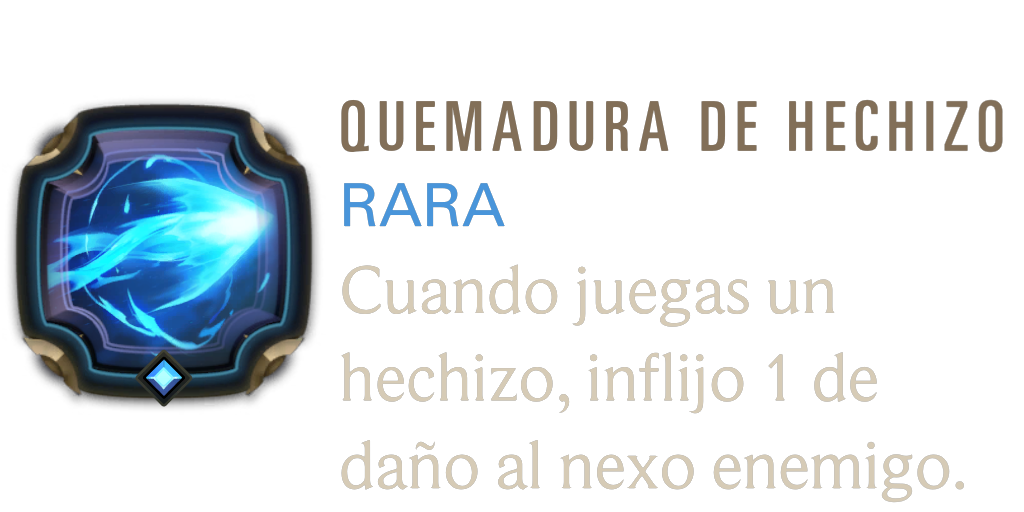 QUEMADURA DE HECHIZO
RARA
Cuando juegas un
hechizo, inflijo 1 de
daño al nexo enemigo.